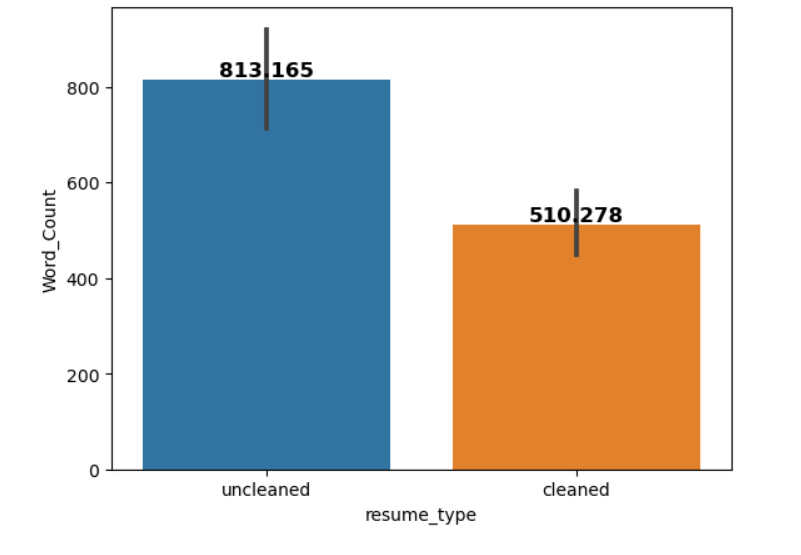 Word_Count
800
600
400
200
0
813.165
510.278
uncleaned
cleaned
resume_type